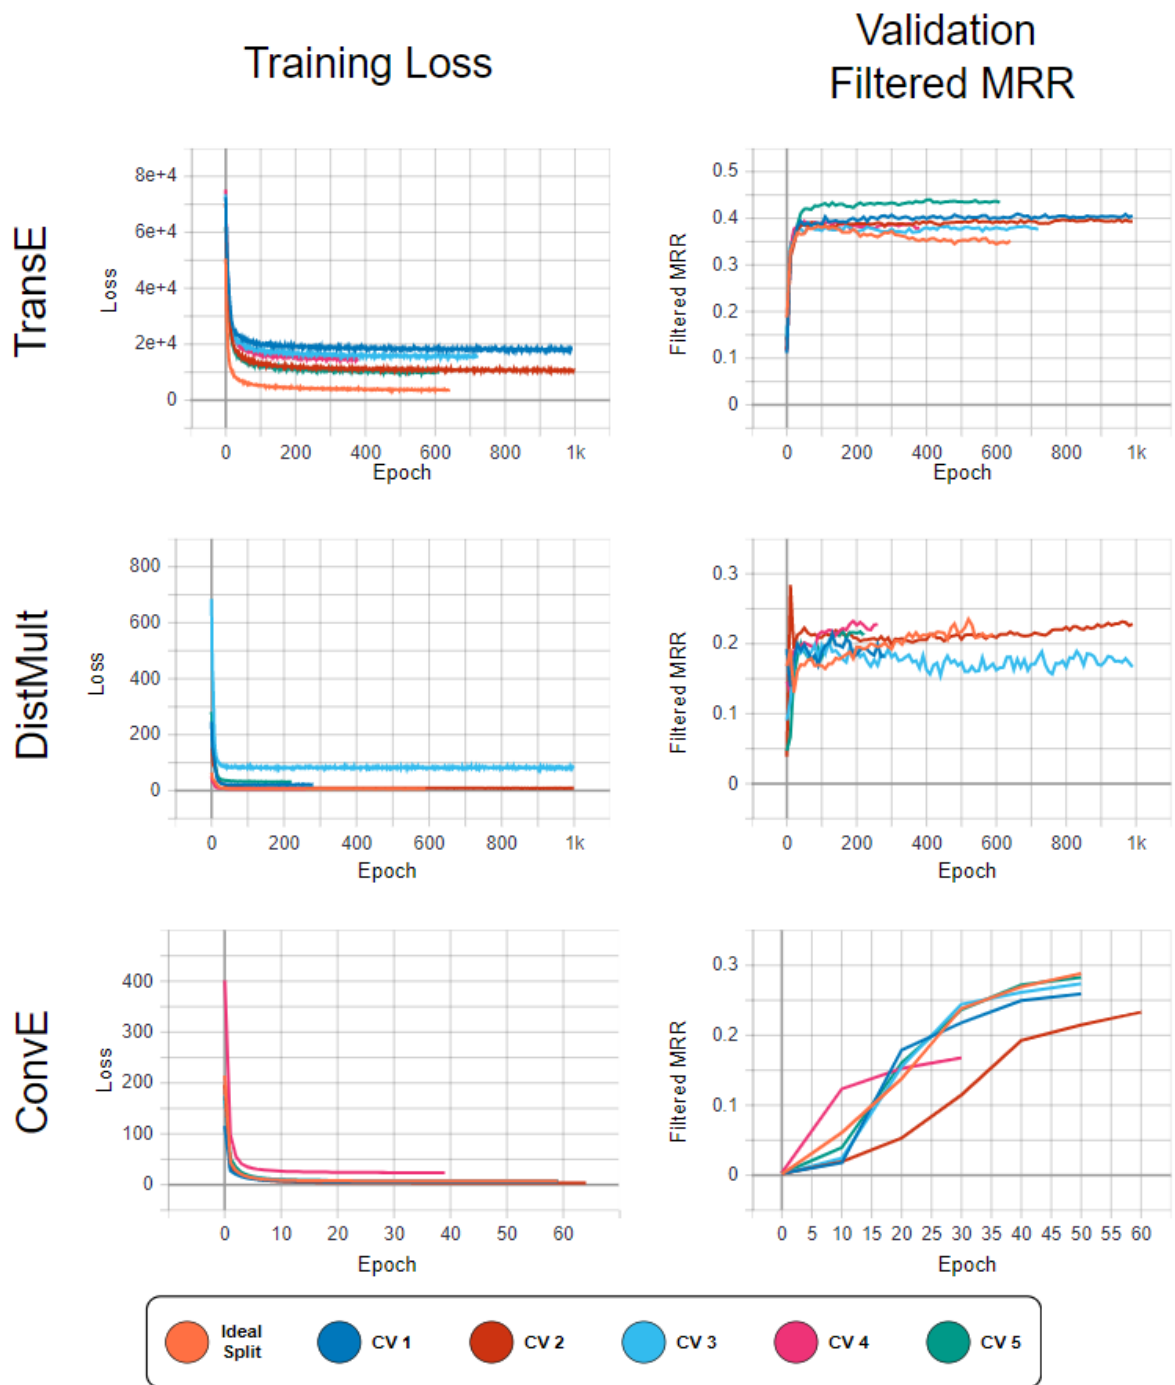 Training Loss
Validation
Filtered MRR
TransE
Loss
8e+4
6e+4
4e+4
2e+4
0
0 200 400 600 800 1k
Epoch
Filtered MRR
0.5
0.4
0.3
0.2
0.1
0
0 200 400 600 800 1k
Epoch
DistMult
Loss
800
600
400
200
0
0 200 400 600 800 1k
Epoch
Filtered MRR
0.3
0.2
0.1
0
0 200 400 600 800 1k
Epoch
ConvE
Loss
400
300
200
100
0
0 10 20 30 40 50 60
Epoch
Filtered MRR
0.3
0.2
0.1
0
0 5 10 15 20 25 30 35 40 45 50 55 60
Epoch
Ideal
Split
CV 1
CV 2
CV 3
CV 4
CV 5